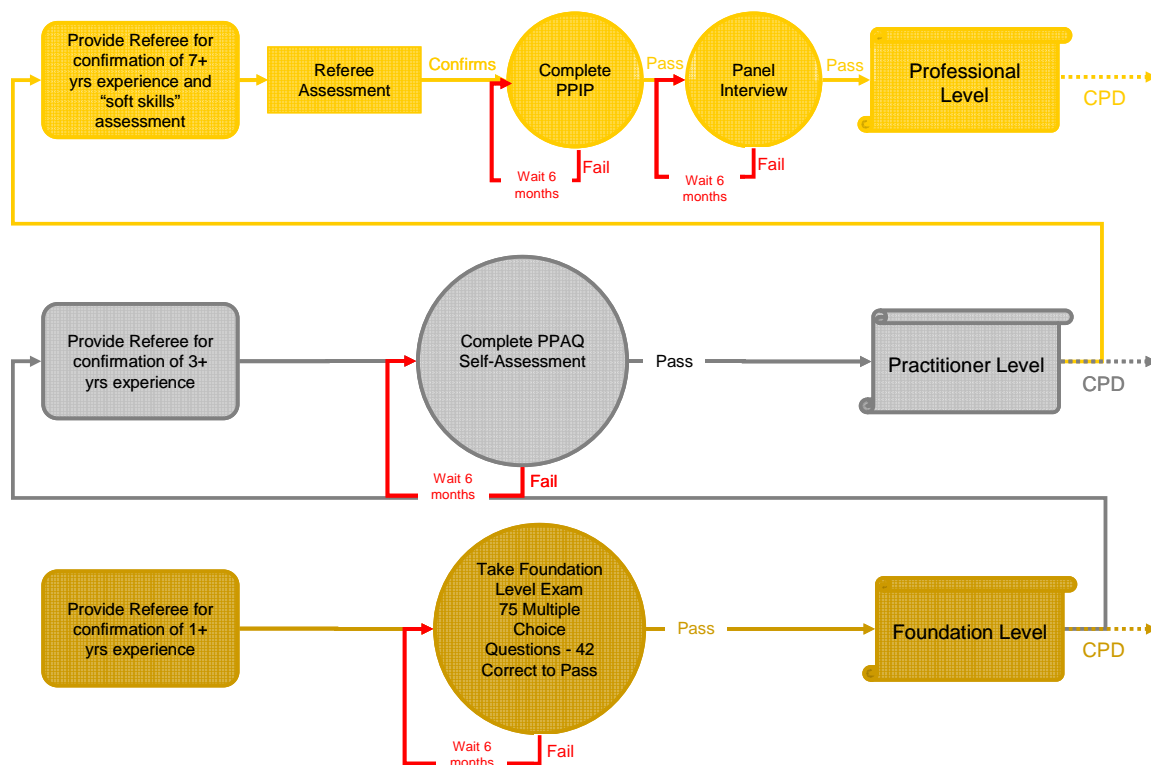 Provide Referee for
confirmation of 7+
yrs experience and
“soft skills”
assessment
Referee
Assessment
Confirms
Complete
PPIP
Pass
Panel
Interview
Pass
Professional
Level
CPD
Fail
Wait 6
months
Fail
Wait 6
months
Provide Referee for
confirmation of 3+
yrs experience
Complete PPAQ
Self-Assessment
Pass
Practitioner Level
CPD
Fail
Wait 6
months
Provide Referee for
confirmation of 1+
yrs experience
Take Foundation
Level Exam
75 Multiple
Choice
Questions - 42
Correct to Pass
Pass
Foundation Level
CPD
Fail
Wait 6
months